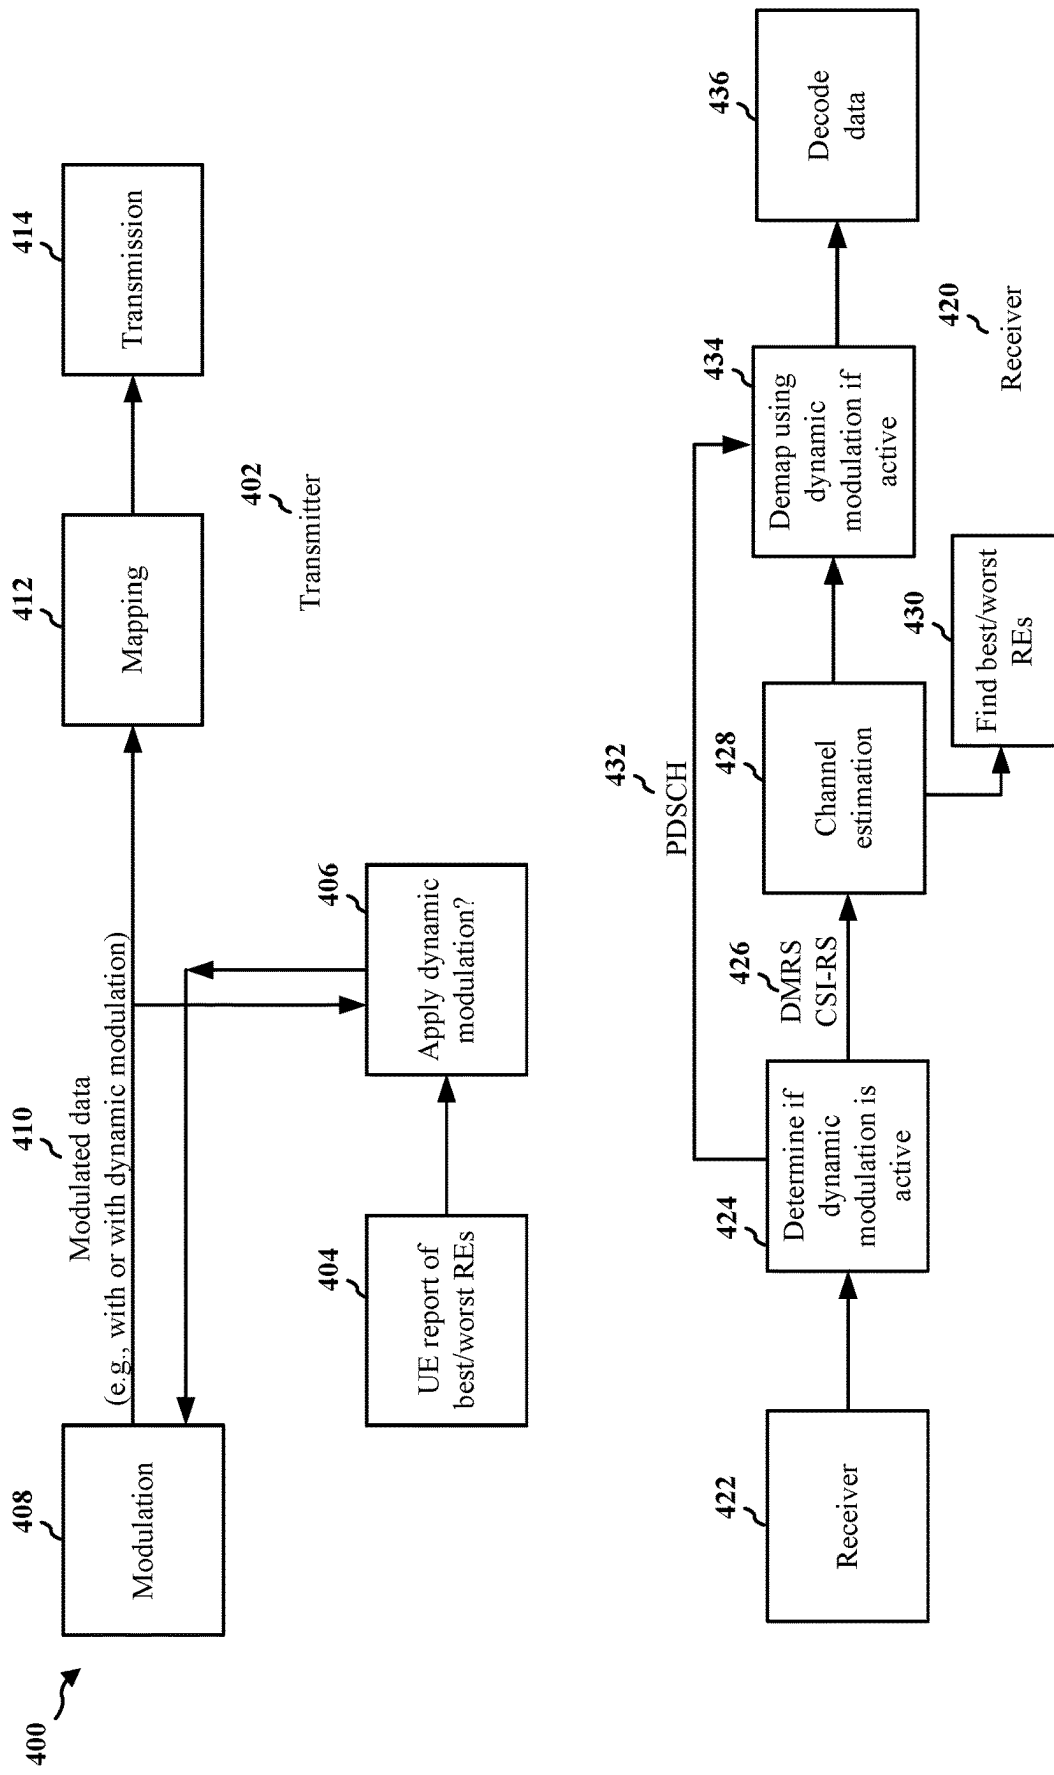 400
408
Modulation
410
Modulated data
(e.g., with or with dynamic modulation)
412
Mapping
414
Transmission
404
UE report of
best/worst REs
406
Apply dynamic
modulation?
402
Transmitter
422
Receiver
424
Determine if
dynamic
modulation is
active
426
DMRS
CSI-RS
432
PDSCH
428
Channel
estimation
430
Find best/worst
REs
434
Demap using
dynamic
modulation if
active
436
Decode
data
420
Receiver